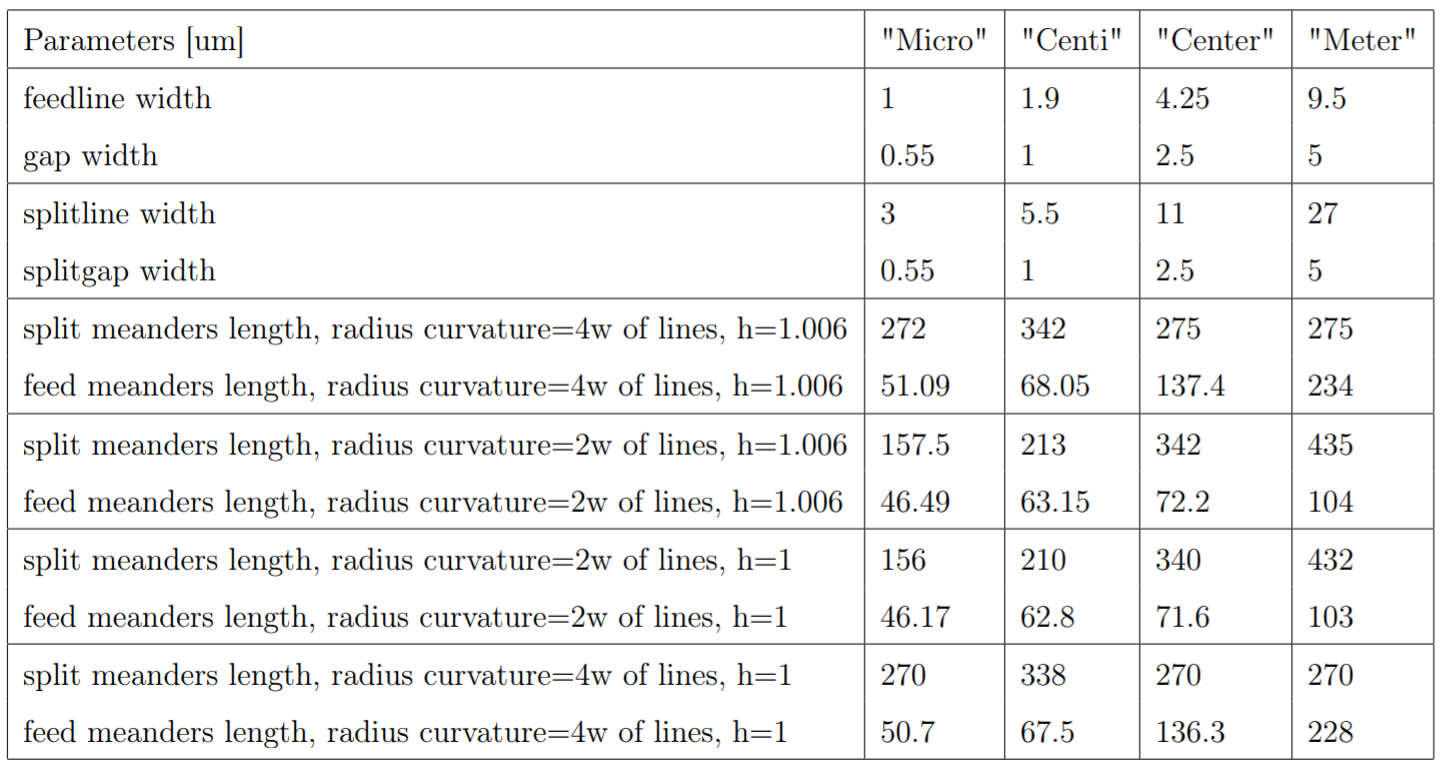 Parameters [um] "Micro" "Centi" "Center" "Meter"
feedline width 1 1.9 4.25 9.5
gap width 0.55 1 2.5 5
splitline width 3 5.5 11 27
splitgap width 0.55 1 2.5 5
split meanders length, radius curvature=4w of lines, h=1.006 272 342 275 275
feed meanders length, radius curvature=4w of lines, h=1.006 51.09 68.05 137.4 234
split meanders length, radius curvature=2w of lines, h=1.006 157.5 213 342 435
feed meanders length, radius curvature=2w of lines, h=1.006 46.49 63.15 72.2 104
split meanders length, radius curvature=2w of lines, h=1 156 210 340 432
feed meanders length, radius curvature=2w of lines, h=1 46.17 62.8 71.6 103
split meanders length, radius curvature=4w of lines, h=1 270 338 270 270
feed meanders length, radius curvature=4w of lines, h=1 50.7 67.5 136.3 228